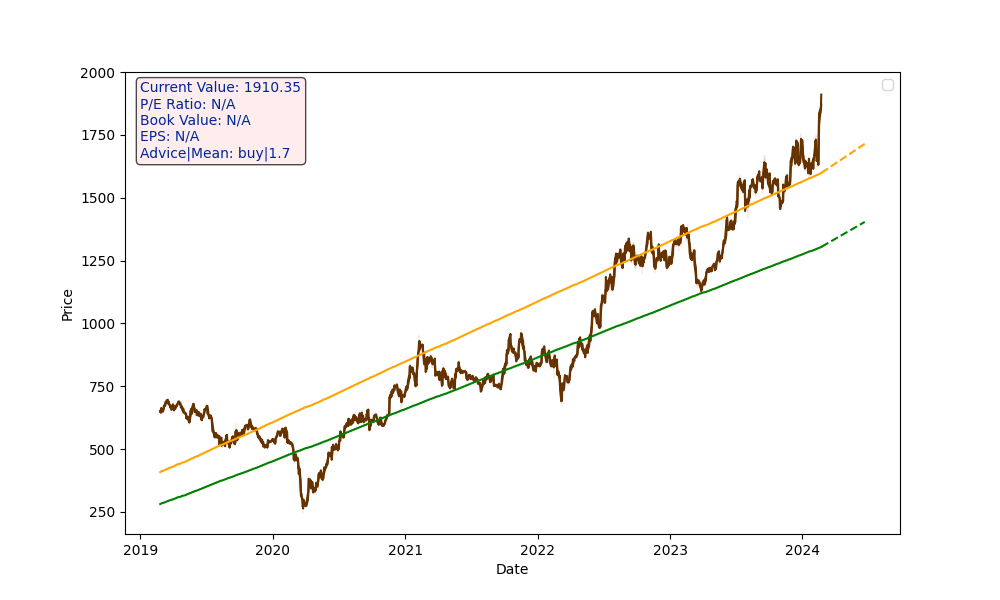 Current Value: 1910.35
P/E Ratio: N/A
Book Value: N/A
EPS: N/A
Advice|Mean: buy|1.7
2000
1750
1500
1250
1000
750
500
250
Price
2019
2020
2021
2022
2023
2024
Date